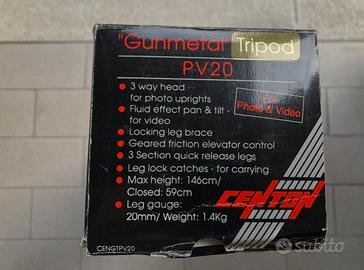 "Gunmetal" Tripod
PV20
For
Photo & Video
• 3 way head
for photo uprights
• Fluid effect pan & tilt -
for video
• Locking leg brace
• Geared friction elevator control
• 3 Section quick release legs
• Leg lock catches - for carrying
• Max height: 146cm/
Closed: 59cm
• Leg gauge:
20mm/ Weight: 1.4Kg
CENTON
CENGTPV20
subito